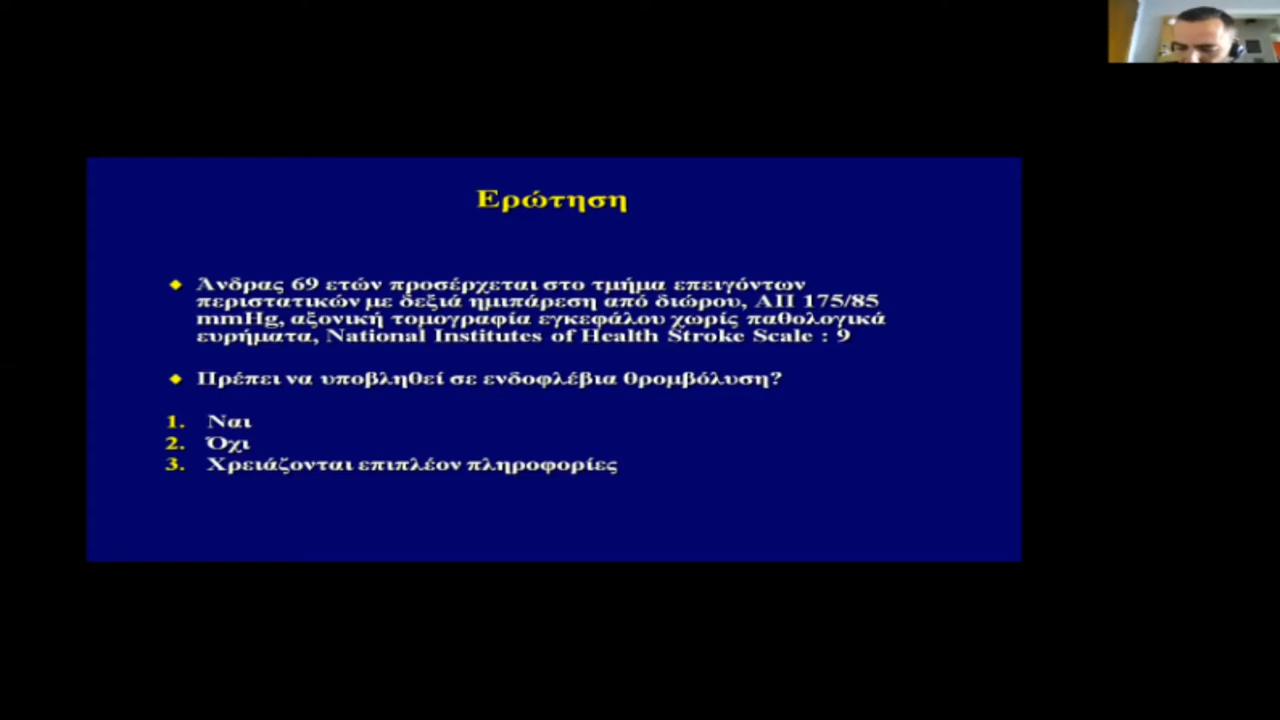 Ερώτηση
Άνδρας 69 ετών προσέρχεται στο τμήμα επειγόντων
περιστατικών με δεξιά ημιπάρεση από διώρου, ΑΠ 175/85
mmHg, αξονική τομογραφία εγκεφάλου χωρίς παθολογικά
ευρήματα, National Institutes of Health Stroke Scale : 9
Πρέπει να υποβληθεί σε ενδοφλέβια θρομβόλυση?
1. Ναι
2. Όχι
3. Χρειάζονται επιπλέον πληροφορίες